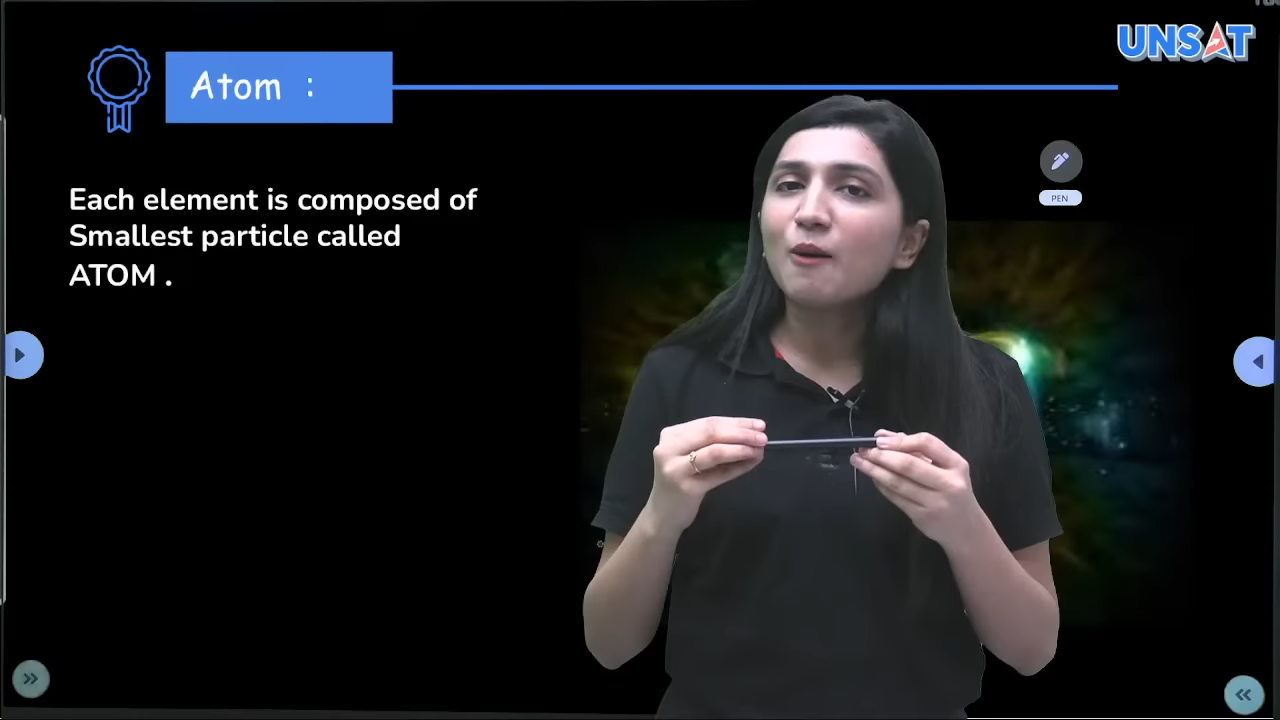 UNSAT
Atom :
PEN
Each element is composed of
Smallest particle called
ATOM .